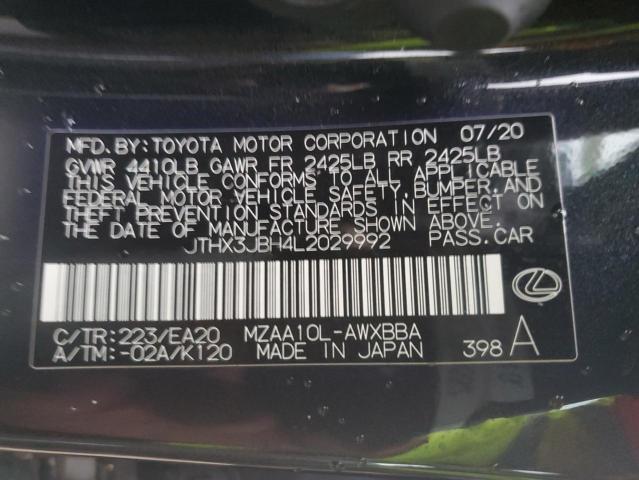 MFD. BY: TOYOTA MOTOR CORPORATION 07/20
GVWR 4410LB GAWR FR 2425LB RR 2425LB
THIS VEHICLE CONFORMS TO ALL APPLICABLE
FEDERAL MOTOR VEHICLE SAFETY, BUMPER, AND
THEFT PREVENTION STANDARDS IN EFFECT ON
THE DATE OF MANUFACTURE SHOWN ABOVE.
JTHX3JBH4L2029992 PASS.CAR
C/TR:223/EA20 MZAA10L-AWXBBA
A/TM:-02A/K120 MADE IN JAPAN 398 A